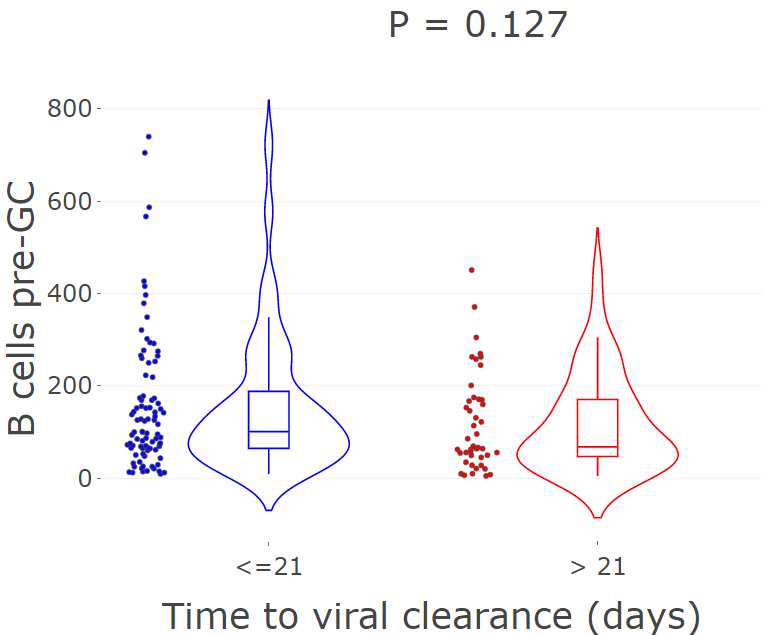 P = 0.127
B cells pre-GC
800
600
400
200
0
<=21
> 21
Time to viral clearance (days)